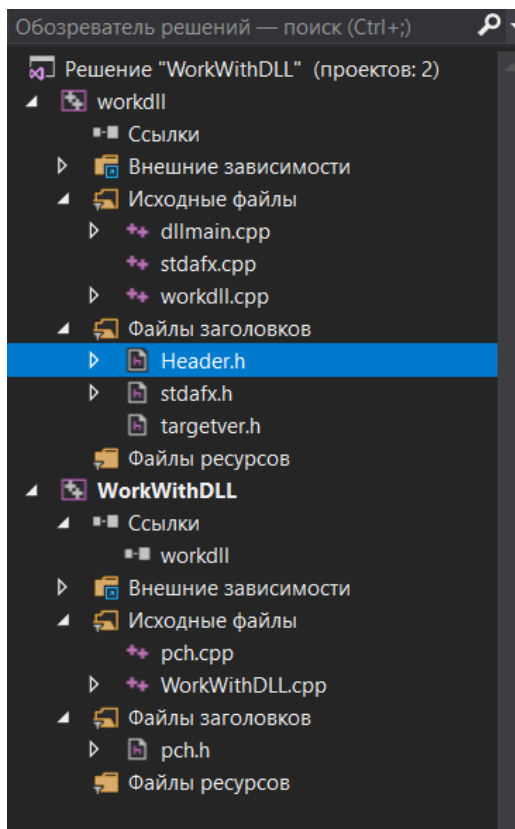 Обозреватель решений — поиск (Ctrl+;)
Решение "WorkWithDLL" (проектов: 2)
workdll
Ссылки
Внешние зависимости
Исходные файлы
dllmain.cpp
stdafx.cpp
workdll.cpp
Файлы заголовков
Header.h
stdafx.h
targetver.h
Файлы ресурсов
WorkWithDLL
Ссылки
workdll
Внешние зависимости
Исходные файлы
pch.cpp
WorkWithDLL.cpp
Файлы заголовков
pch.h
Файлы ресурсов